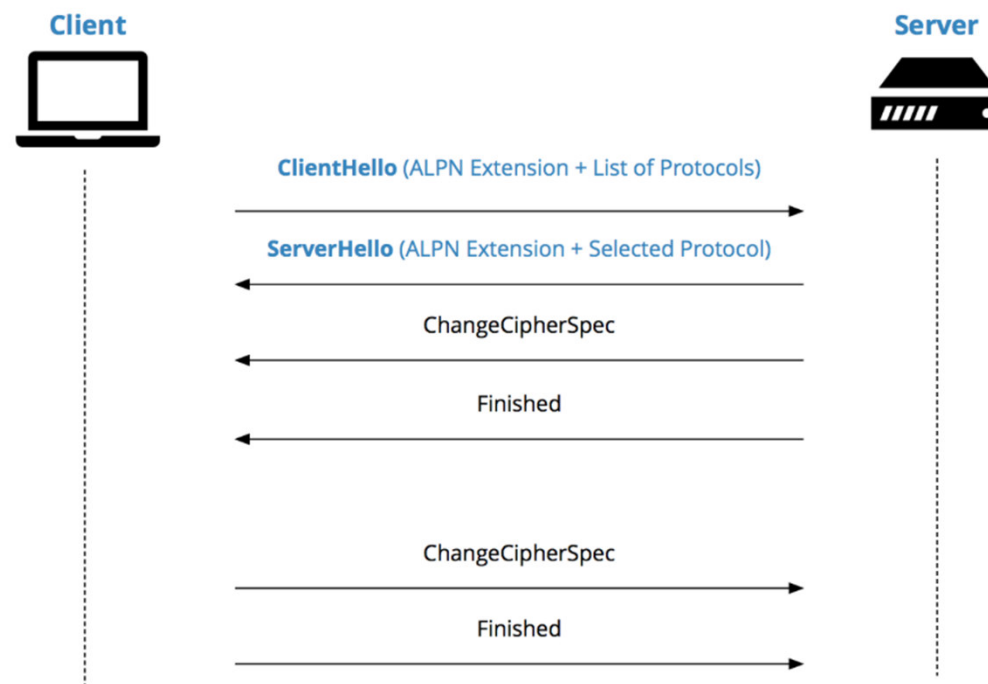 Client
Server
ClientHello (ALPN Extension + List of Protocols)
ServerHello (ALPN Extension + Selected Protocol)
ChangeCipherSpec
Finished
ChangeCipherSpec
Finished